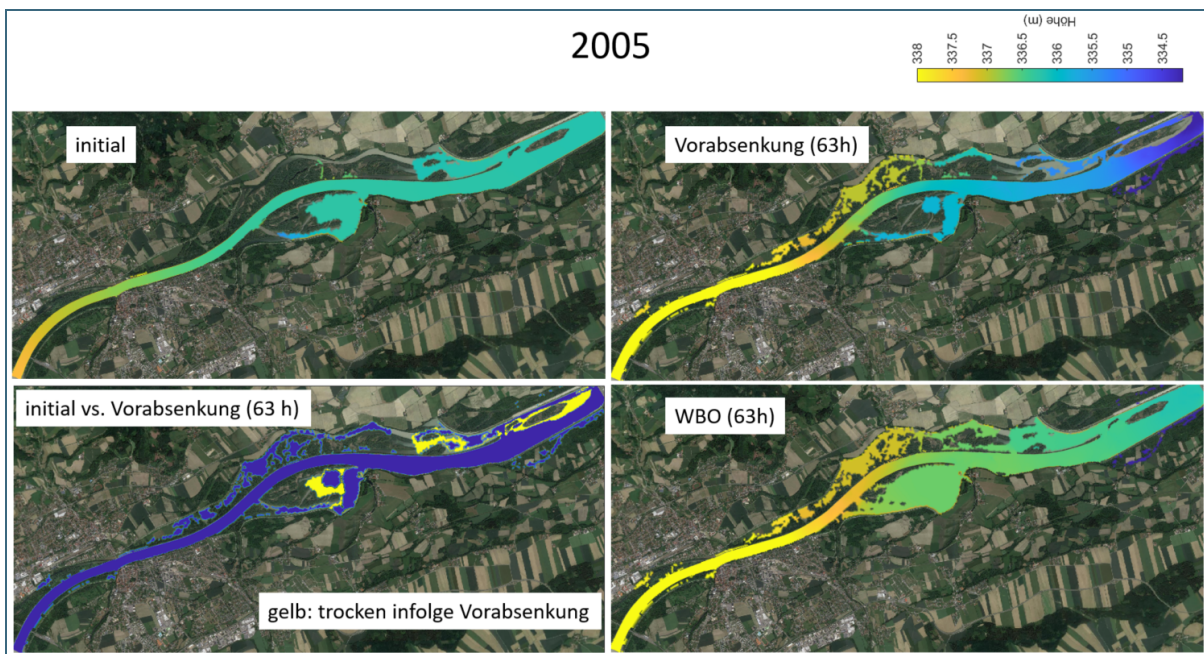 2005
Höhe (m)
338
337.5
337
336.5
336
335.5
335
334.5
initial
Vorabsenkung (63h)
initial vs. Vorabsenkung (63 h)
WBO (63h)
gelb: trocken infolge Vorabsenkung